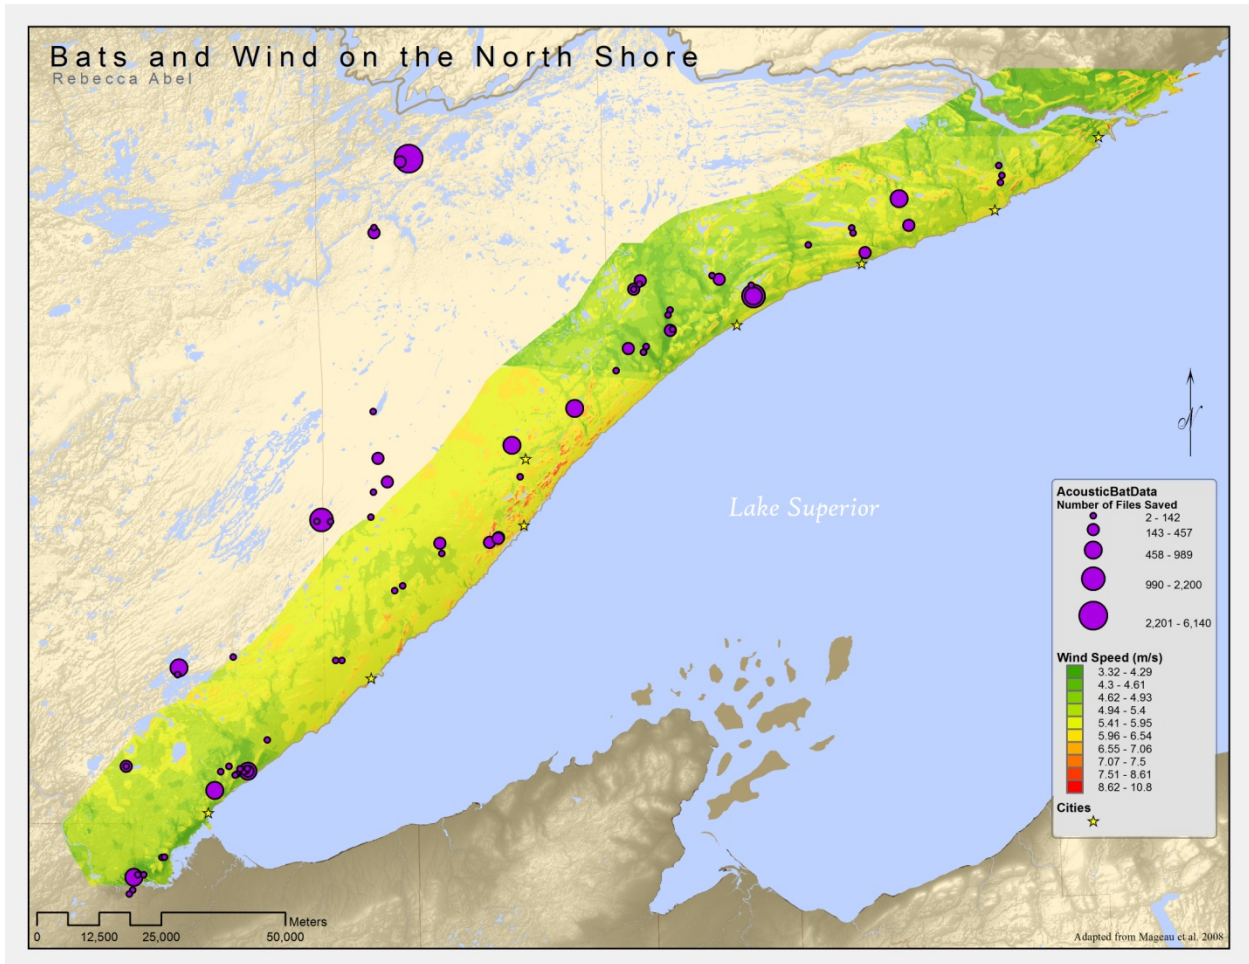 Bats and Wind on the North Shore
Rebecca Abel
N
Lake Superior
AcousticBatData
Number of Files Saved
2 - 142
143 - 457
458 - 989
990 - 2,200
2,201 - 6,140
Wind Speed (m/s)
3.32 - 4.29
4.3 - 4.61
4.62 - 4.93
4.94 - 5.4
5.41 - 5.95
5.96 - 6.54
6.55 - 7.06
7.07 - 7.5
7.51 - 8.61
8.62 - 10.8
Cities
Meters
0 12,500 25,000 50,000
Adapted from Mageau et al. 2008